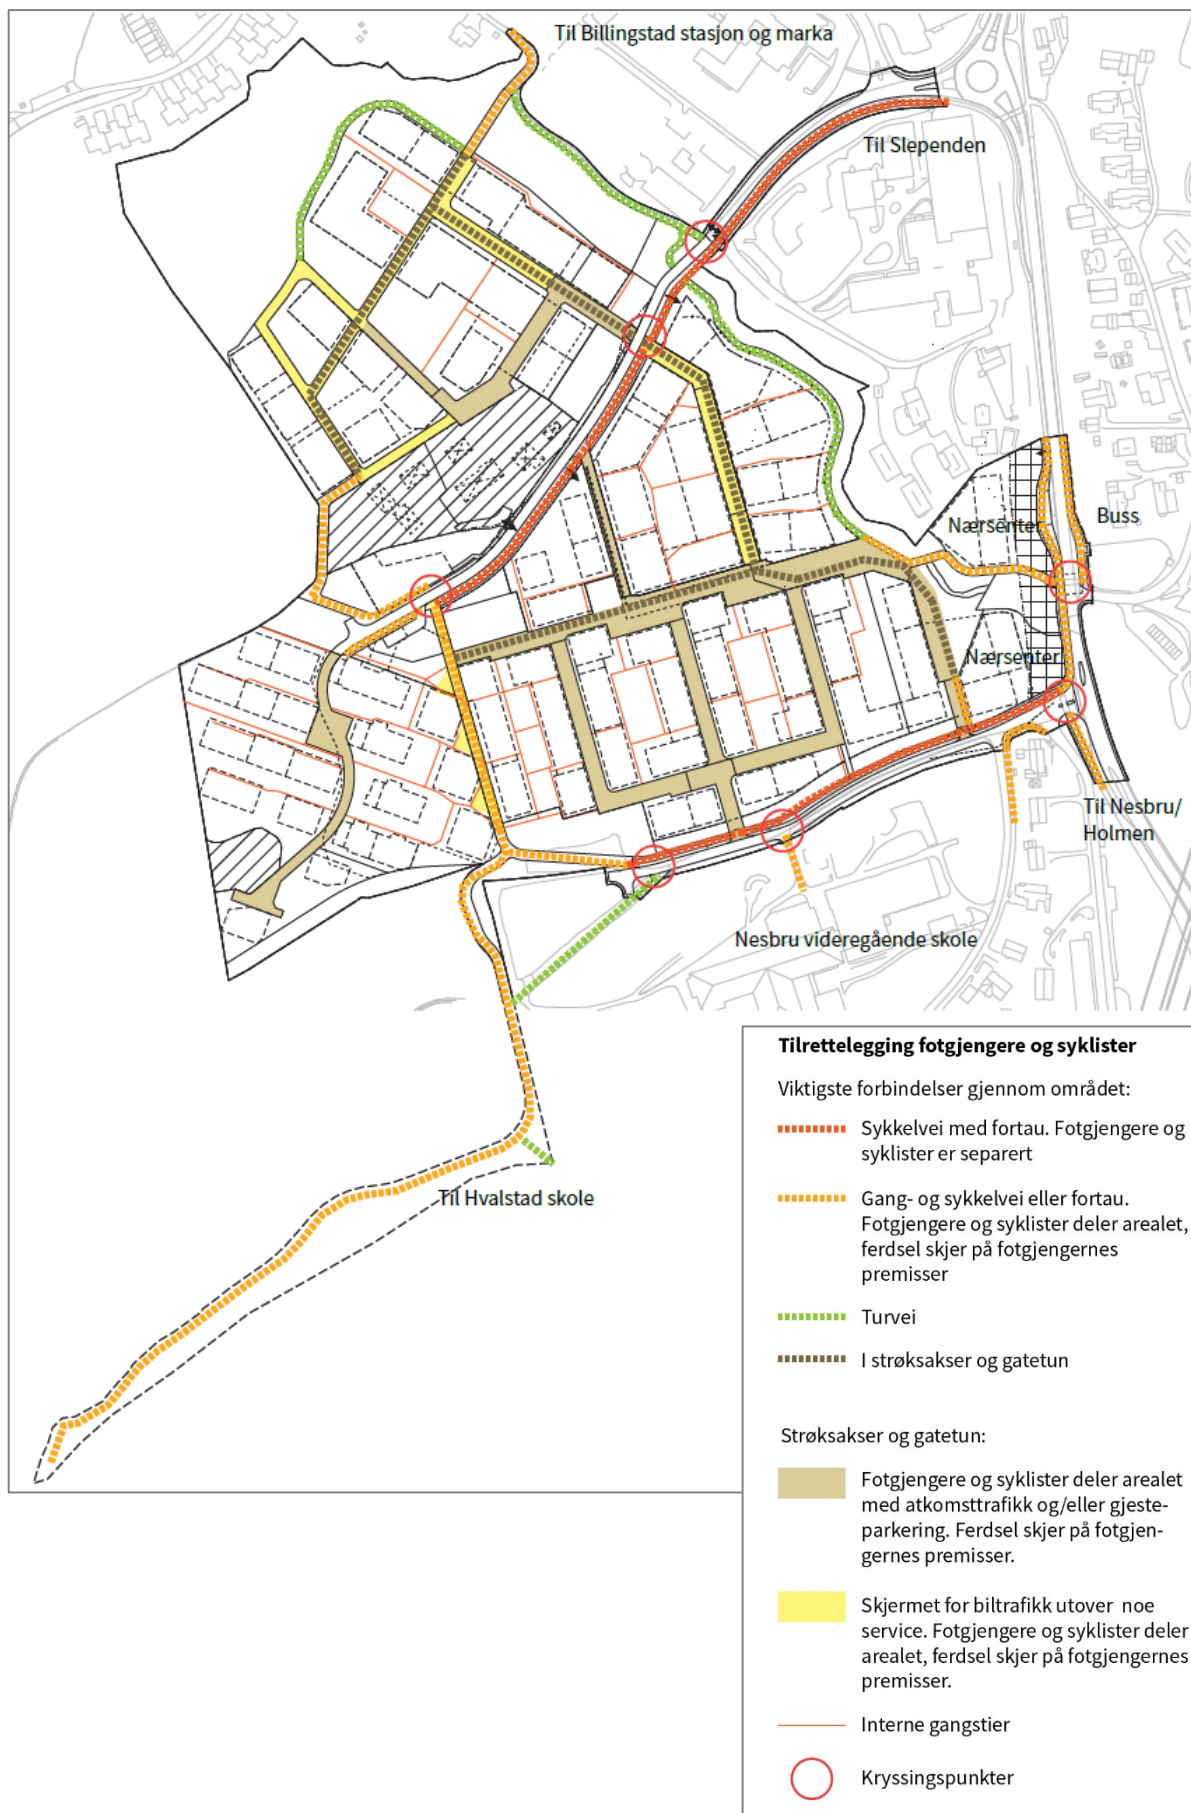 Til Billingstad stasjon og marka
Til Slependen
Nærsenter
Buss
Nærsenter
Til Nesbru/
Holmen
Nesbru videregående skole
Til Hvalstad skole
Tilrettelegging fotgjengere og syklister
Viktigste forbindelser gjennom området:
Sykkelvei med fortau. Fotgjengere og
syklister er separert
Gang- og sykkelvei eller fortau.
Fotgjengere og syklister deler arealet,
ferdsel skjer på fotgjengernes
premisser
Turvei
I strøksakser og gatetun
Strøksakser og gatetun:
Fotgjengere og syklister deler arealet
med atkomsttrafikk og/eller gjeste-
parkering. Ferdsel skjer på fotgjen-
gernes premisser.
Skjermet for biltrafikk utover noe
service. Fotgjengere og syklister deler
arealet, ferdsel skjer på fotgjengernes
premisser.
Interne gangstier
Kryssingspunkter